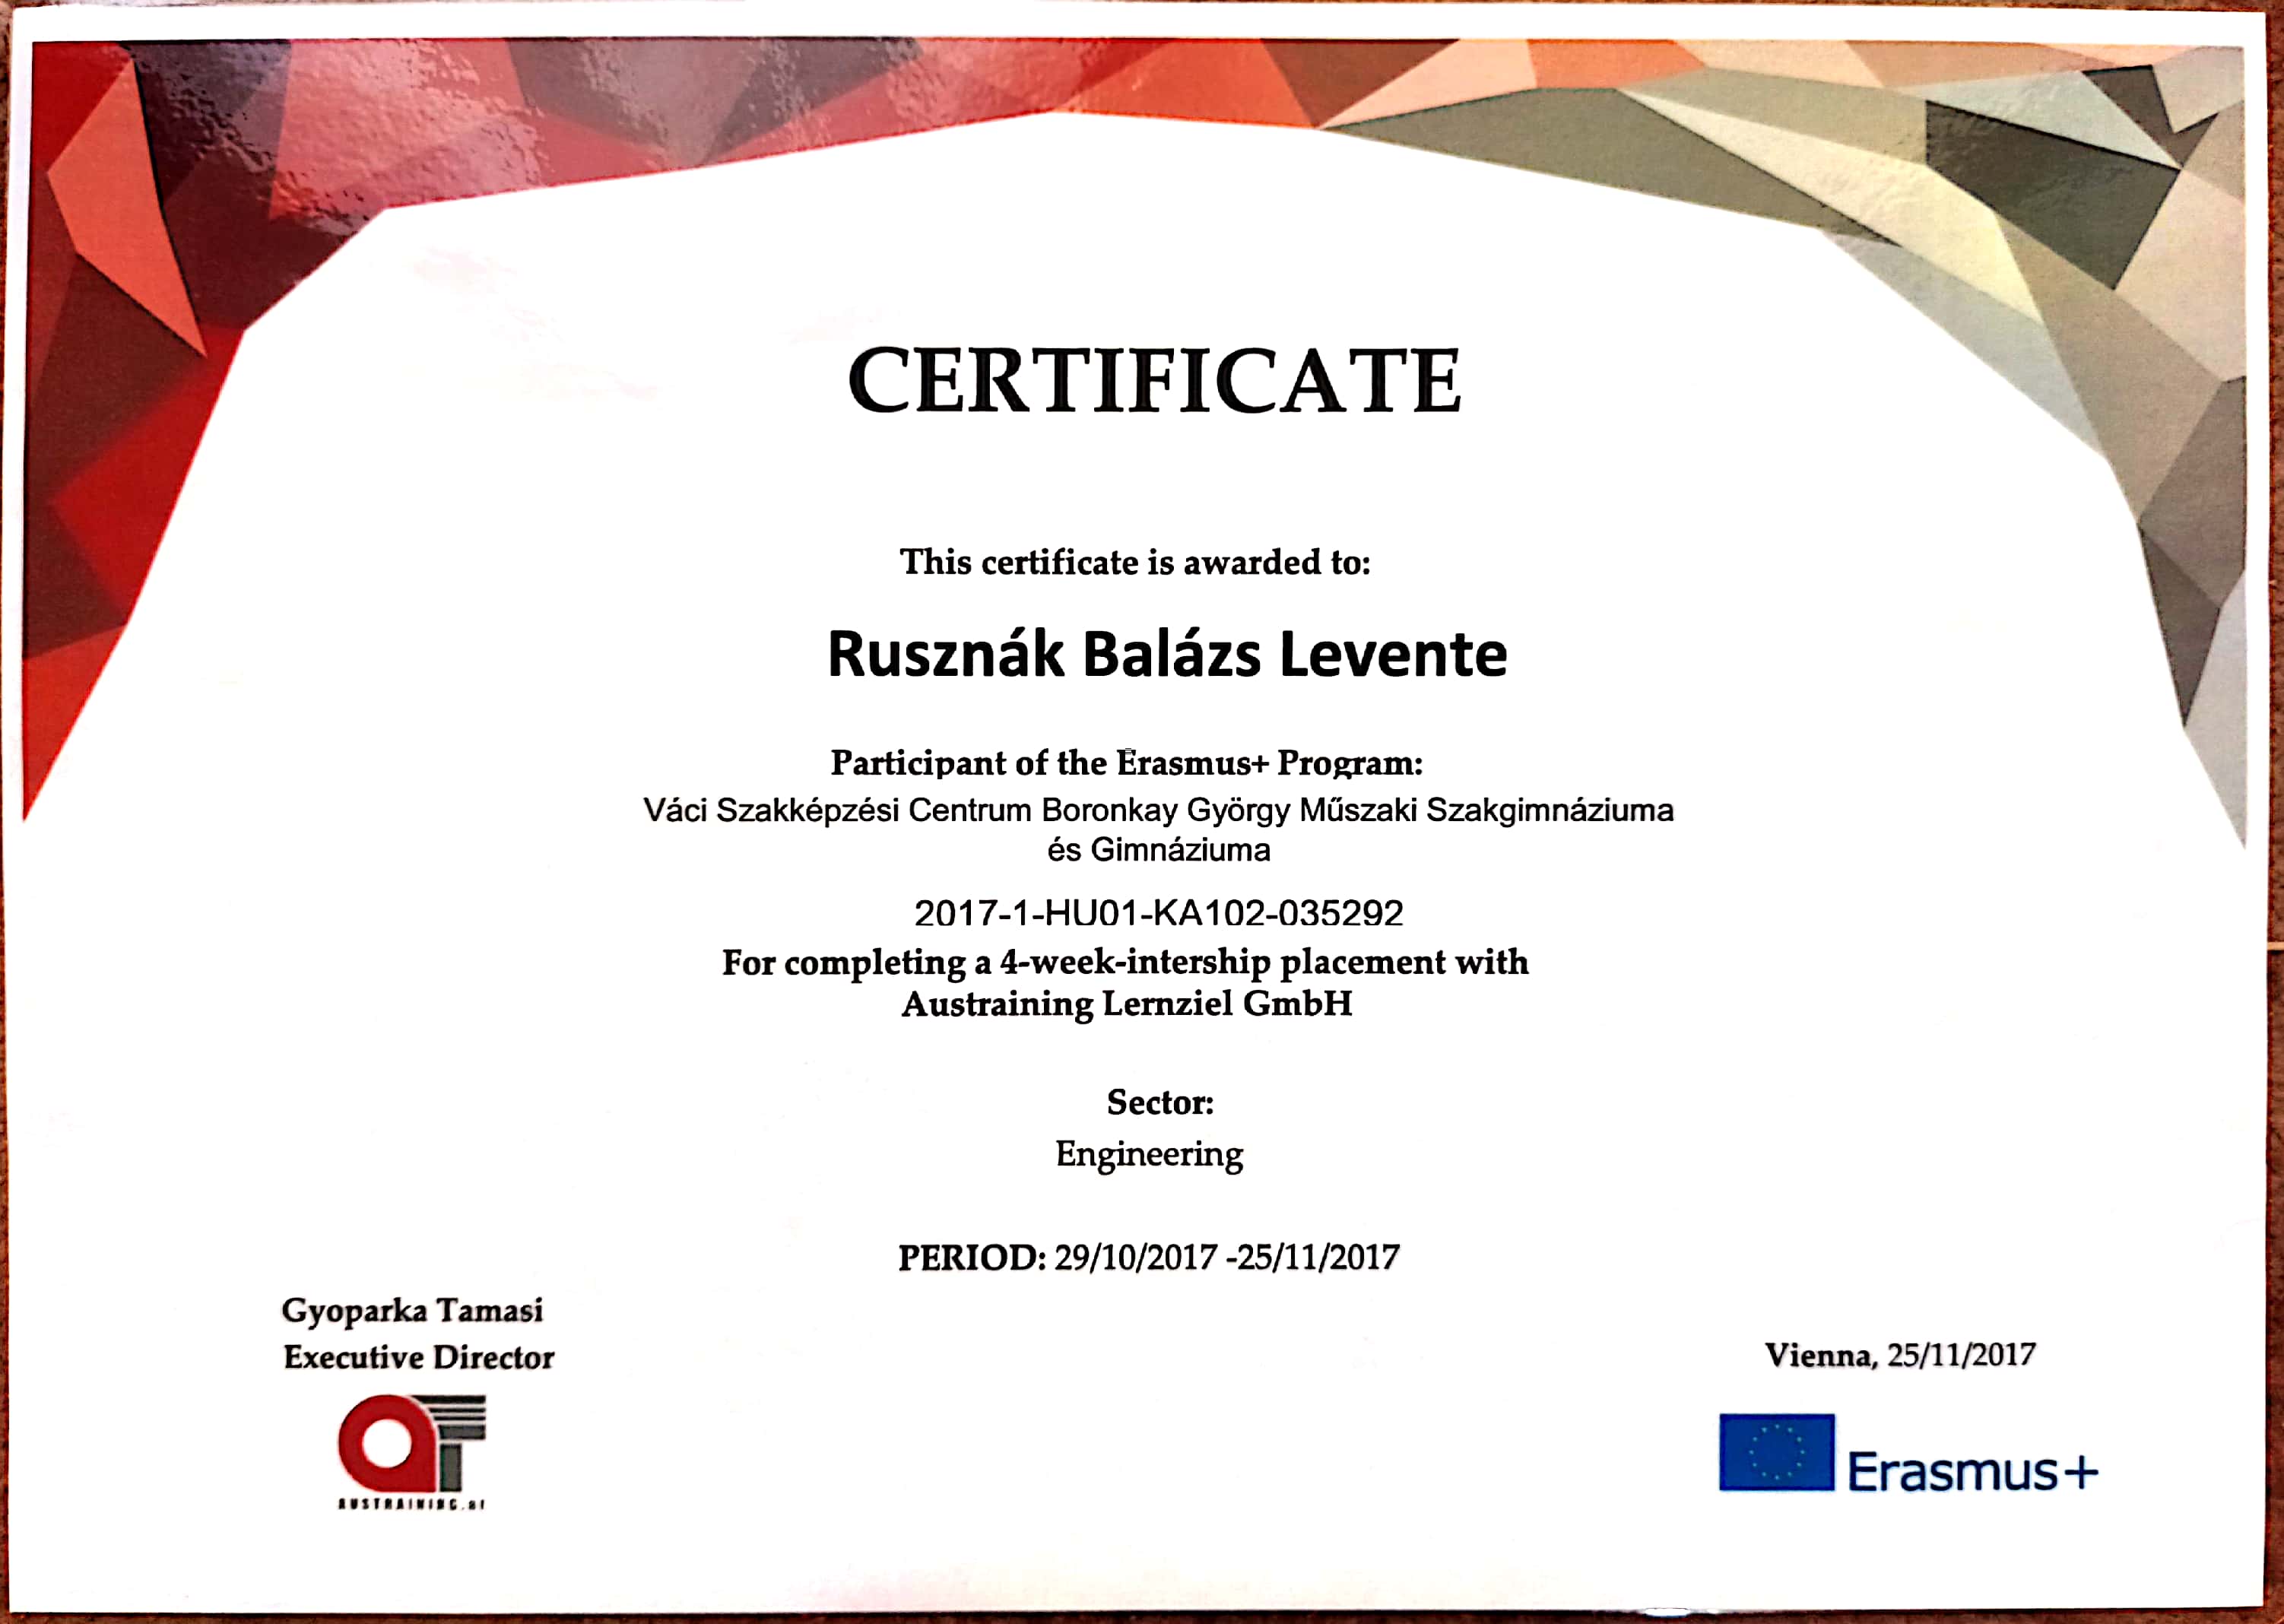 CERTIFICATE
This certificate is awarded to:
Rusznák Balázs Levente
Participant of the Erasmus+ Program:
Váci Szakképzési Centrum Boronkay György Műszaki Szakgimnáziuma
és Gimnáziuma
2017-1-HU01-KA102-035292
For completing a 4-week-intership placement with
Austraining Lernziel GmbH
Sector:
Engineering
PERIOD: 29/10/2017 -25/11/2017
Gyoparka Tamasi
Executive Director
AUSTRAINING.at
Vienna, 25/11/2017
Erasmus+